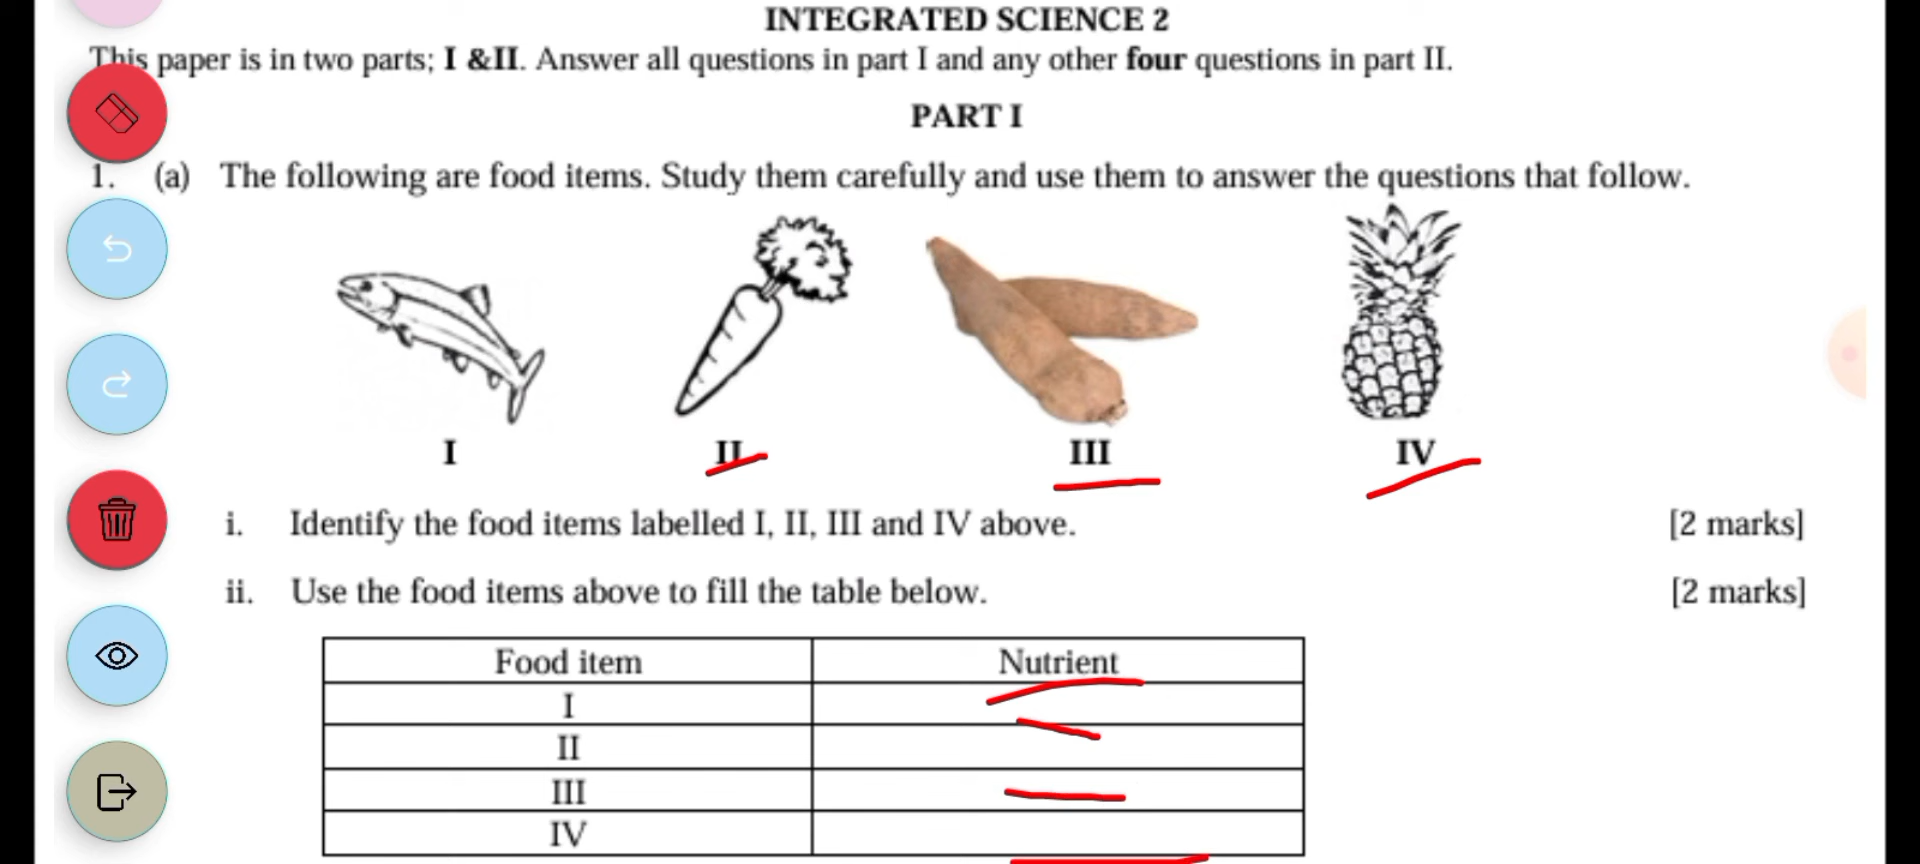 INTEGRATED SCIENCE 2
This paper is in two parts; I &II. Answer all questions in part I and any other four questions in part II.
PART I
1. (a) The following are food items. Study them carefully and use them to answer the questions that follow.
I II III IV
i. Identify the food items labelled I, II, III and IV above. [2 marks]
ii. Use the food items above to fill the table below. [2 marks]
Food item Nutrient
I
II
III
IV